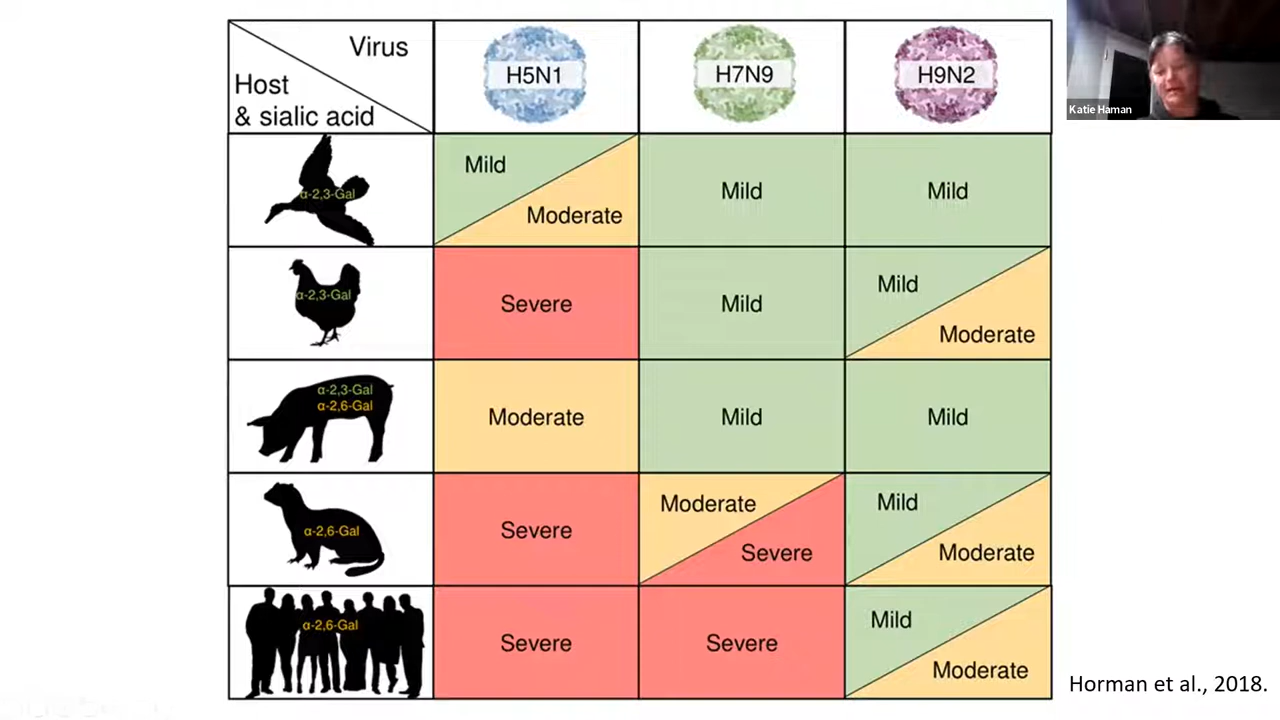 Virus
Host
& sialic acid
H5N1
H7N9
H9N2
Katie Haman
α-2,3-Gal
Mild
Moderate
Mild
Mild
α-2,3-Gal
Severe
Mild
Mild
Moderate
α-2,3-Gal
α-2,6-Gal
Moderate
Mild
Mild
α-2,6-Gal
Severe
Moderate
Severe
Mild
Moderate
α-2,6-Gal
Severe
Severe
Mild
Moderate
Horman et al., 2018.